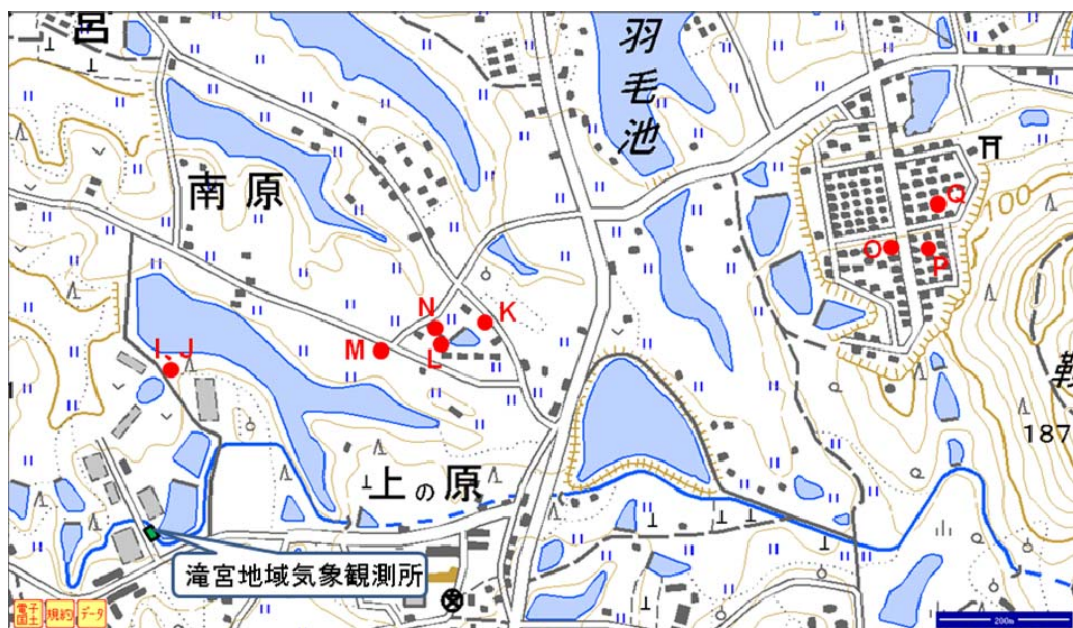 宮
羽毛池
南原
100
Q
O
P
N
K
M
L
I、J
187
上の原
滝宮地域気象観測所
電子国土
規約
データ
200m